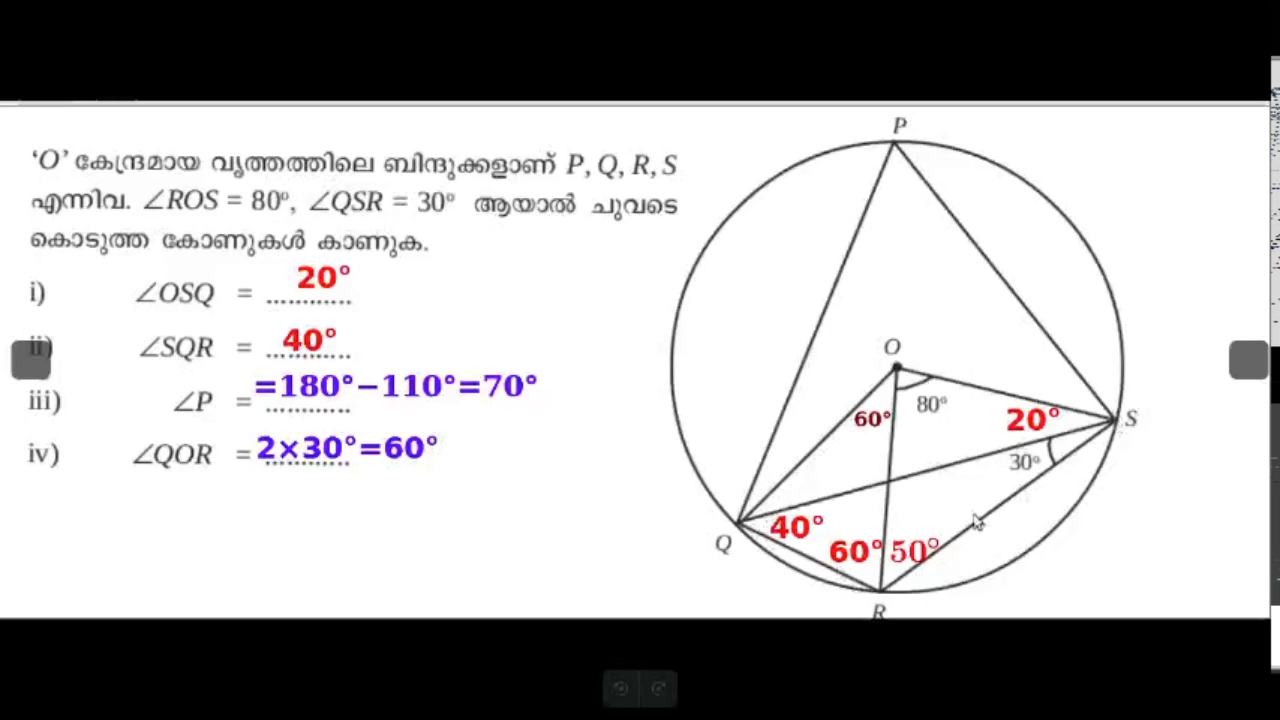 ‘O’ കേന്ദ്രമായ വൃത്തത്തിലെ ബിന്ദുക്കളാണ് P, Q, R, S
എന്നിവ. ∠ROS = 80°, ∠QSR = 30° ആയാൽ ചുവടെ
കൊടുത്ത കോണുകൾ കാണുക.
i) ∠OSQ = ............ 20°
ii) ∠SQR = ............ 40°
iii) ∠P = ............ =180°−110°=70°
iv) ∠QOR = ............ 2×30°=60°
P
O
60° 80° 20° S
30°
Q 40°
60° 50°
R